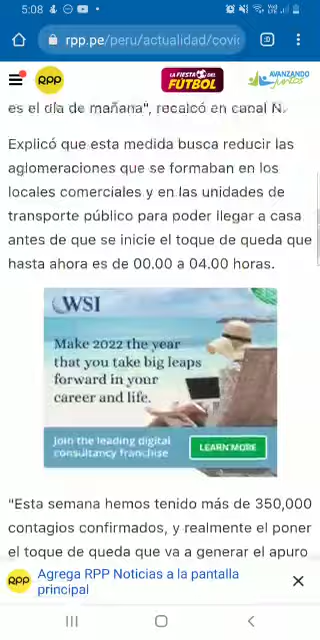 5:08
rpp.pe/peru/actualidad/covi
RPP
LA FIESTA DEL
FÚTBOL
AVANZANDO
juntos
es el día de mañana", recalcó en canal N.
Explicó que esta medida busca reducir las
aglomeraciones que se formaban en los
locales comerciales y en las unidades de
transporte público para poder llegar a casa
antes de que se inicie el toque de queda que
hasta ahora es de 00.00 a 04.00 horas.
WSI
Make 2022 the year
that you take big leaps
forward in your
career and life.
Join the leading digital
consultancy franchise
LEARN MORE
"Esta semana hemos tenido más de 350,000
contagios confirmados, y realmente el poner
el toque de queda que va a generar el apuro
RPP
Agrega RPP Noticias a la pantalla
principal